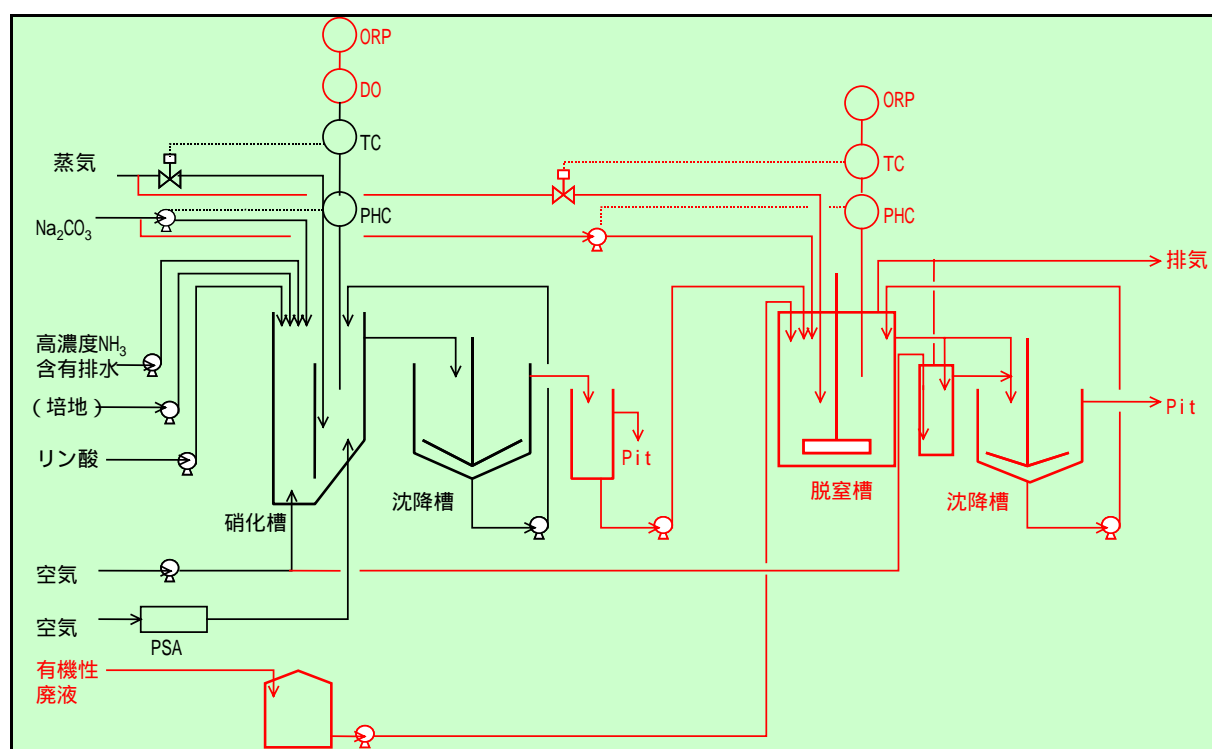 ORP
DO
TC
PHC
ORP
TC
PHC
蒸気
Na₂CO₃
高濃度NH₃
含有排水
(培地)
リン酸
硝化槽
沈降槽
Pit
脱窒槽
沈降槽
排気
Pit
空気
空気
PSA
有機性
廃液